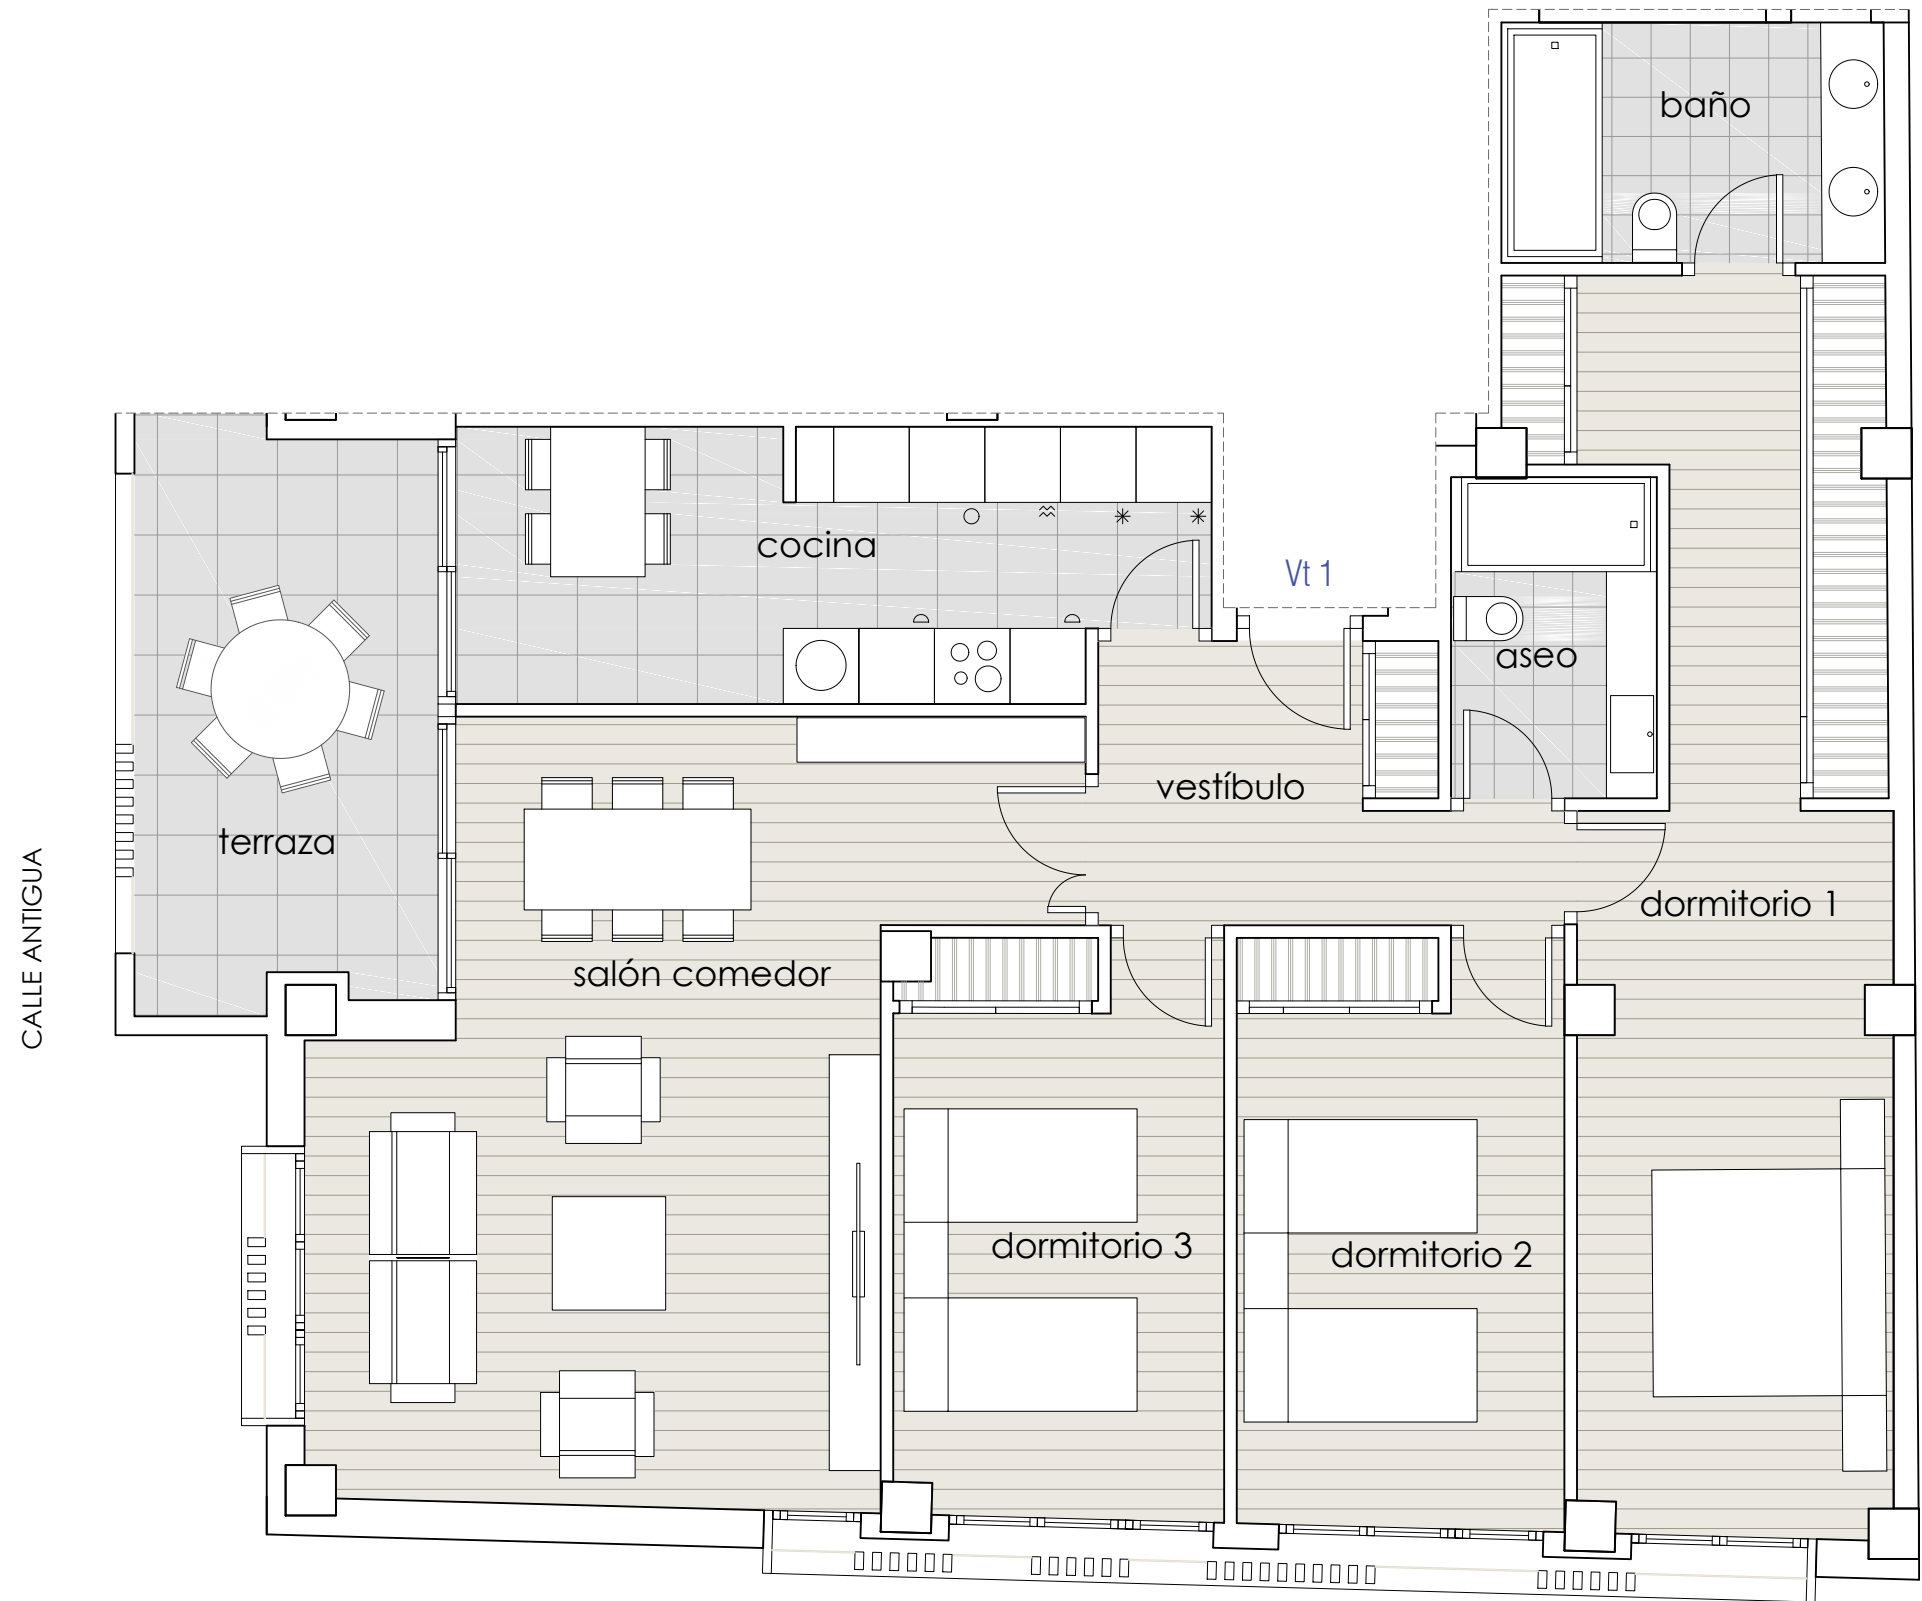 baño
cocina
Vt 1
aseo
vestíbulo
terraza
dormitorio 1
salón comedor
CALLE ANTIGUA
dormitorio 3
dormitorio 2